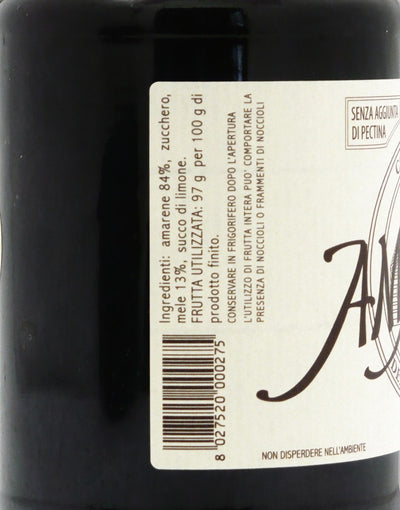 Ingredienti: amarene 84%, zucchero,
mele 13%, succo di limone.
FRUTTA UTILIZZATA: 97 g per 100 g di
prodotto finito.
CONSERVARE IN FRIGORIFERO DOPO L'APERTURA
L'UTILIZZO DI FRUTTA INTERA PUO' COMPORTARE LA
PRESENZA DI NOCCIOLI O FRAMMENTI DI NOCCIOLI
8 027520 000275
SENZA AGGIUNTA
DI PECTINA
NON DISPERDERE NELL'AMBIENTE